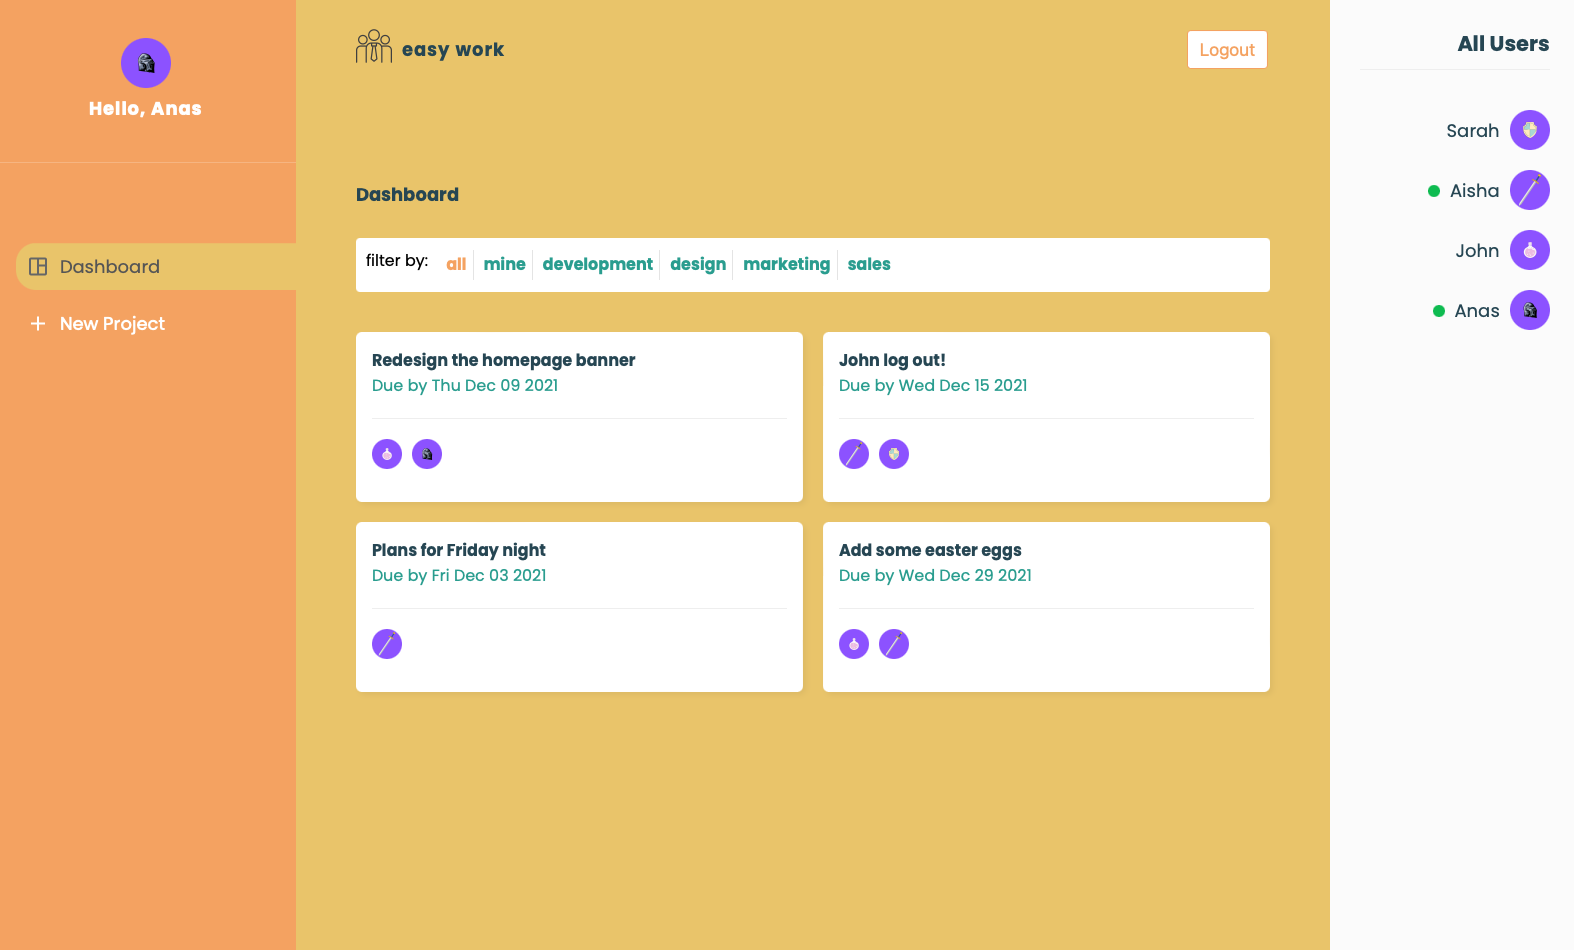 Hello, Anas
Dashboard
New Project
easy work
Logout
Dashboard
filter by: all mine development design marketing sales
Redesign the homepage banner
Due by Thu Dec 09 2021
John log out!
Due by Wed Dec 15 2021
Plans for Friday night
Due by Fri Dec 03 2021
Add some easter eggs
Due by Wed Dec 29 2021
All Users
Sarah
Aisha
John
Anas